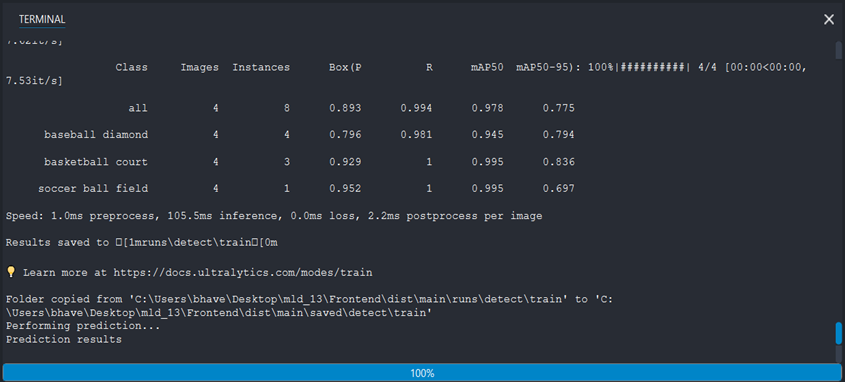 TERMINAL
7.62it/s]
Class Images Instances Box(P R mAP50 mAP50-95): 100%|##########| 4/4 [00:00<00:00,
7.53it/s]
all 4 8 0.893 0.994 0.978 0.775
baseball diamond 4 4 0.796 0.981 0.945 0.794
basketball court 4 3 0.929 1 0.995 0.836
soccer ball field 4 1 0.952 1 0.995 0.697
Speed: 1.0ms preprocess, 105.5ms inference, 0.0ms loss, 2.2ms postprocess per image
Results saved to [1mruns\detect\train[0m
💡 Learn more at https://docs.ultralytics.com/modes/train
Folder copied from 'C:\Users\bhave\Desktop\mld_13\Frontend\dist\main\runs\detect\train' to 'C:
\Users\bhave\Desktop\mld_13\Frontend\dist\main\saved\detect\train'
Performing prediction...
Prediction results
100%